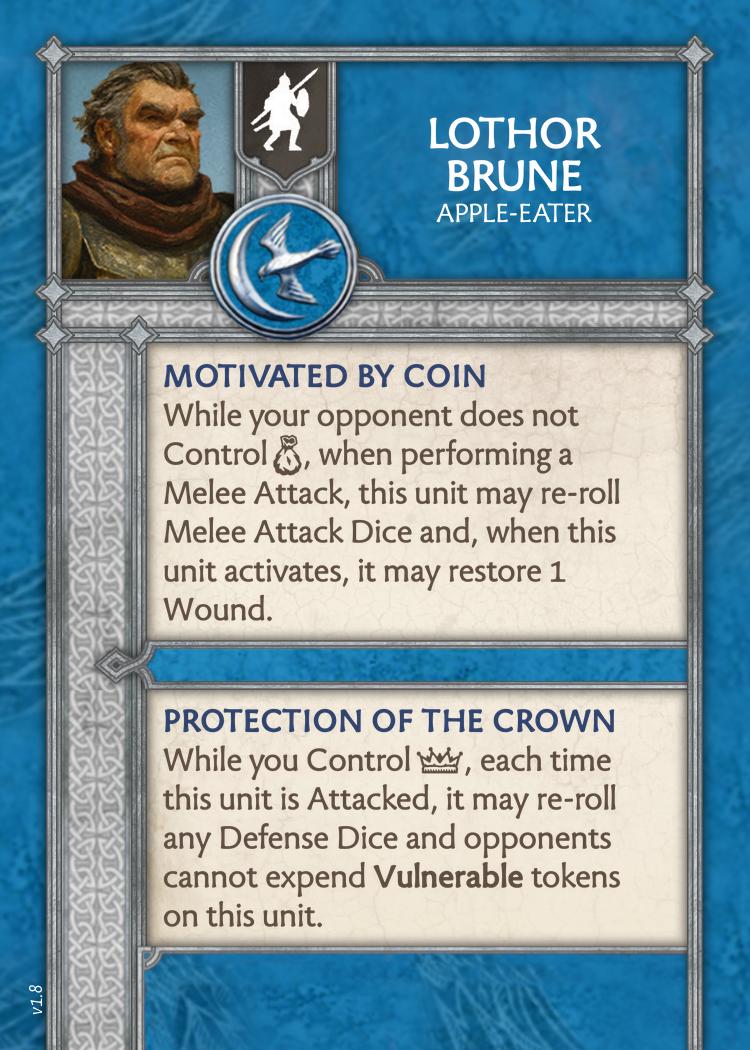 LOTHOR
BRUNE
APPLE-EATER
MOTIVATED BY COIN
While your opponent does not
Control , when performing a
Melee Attack, this unit may re-roll
Melee Attack Dice and, when this
unit activates, it may restore 1
Wound.
PROTECTION OF THE CROWN
While you Control , each time
this unit is Attacked, it may re-roll
any Defense Dice and opponents
cannot expend Vulnerable tokens
on this unit.
v1.8